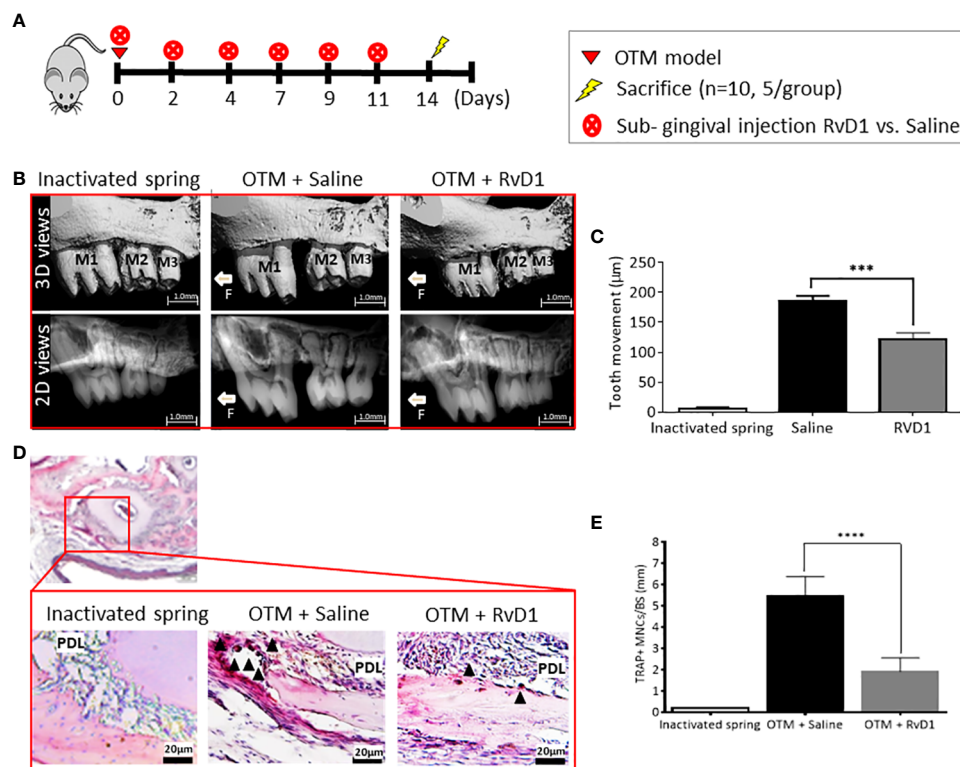 A
0 2 4 7 9 11 14 (Days)
OTM model
Sacrifice (n=10, 5/group)
Sub- gingival injection RvD1 vs. Saline
B
Inactivated spring OTM + Saline OTM + RvD1
3D views
M1 M2 M3
F
1.0mm
M1 M2 M3
F
1.0mm
M1 M2 M3
F
1.0mm
2D views
F
1.0mm
F
1.0mm
F
1.0mm
C
Tooth movement (µm)
250
200
150
100
50
0
***
Inactivated spring Saline RVD1
D
Inactivated spring OTM + Saline OTM + RvD1
PDL
20µm
PDL
20µm
PDL
20µm
E
TRAP+ MNCs/BS (mm)
8
7
6
5
4
3
2
1
0
****
Inactivated spring OTM + Saline OTM + RvD1